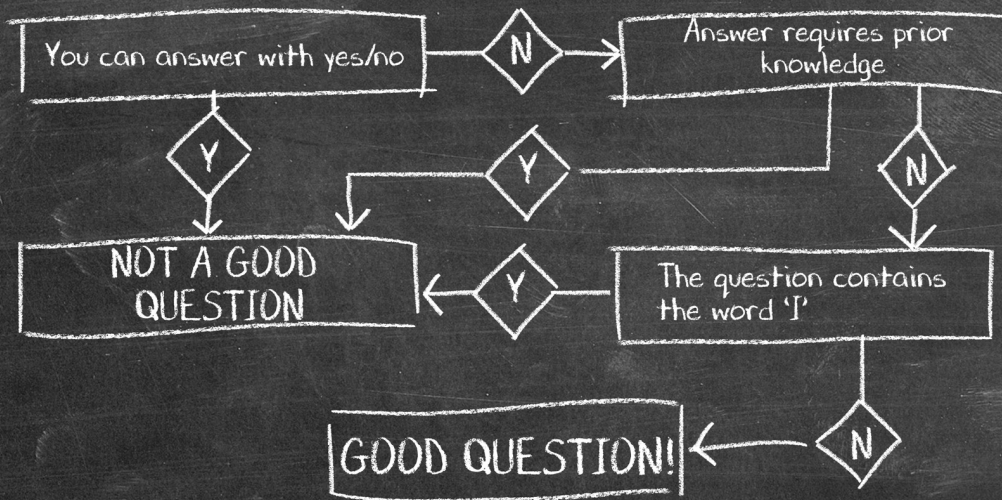 You can answer with yes/no
N
Answer requires prior
knowledge
Y
Y
N
NOT A GOOD
QUESTION
Y
The question contains
the word 'I'
N
GOOD QUESTION!